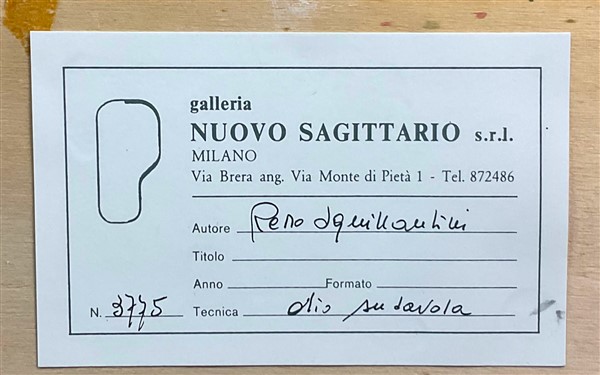 galleria
NUOVO SAGITTARIO s.r.l.
MILANO
Via Brera ang. Via Monte di Pietà 1 - Tel. 872486
Autore Remo Squillantini
Titolo
Anno Formato
N. 3775 Tecnica olio su tavola